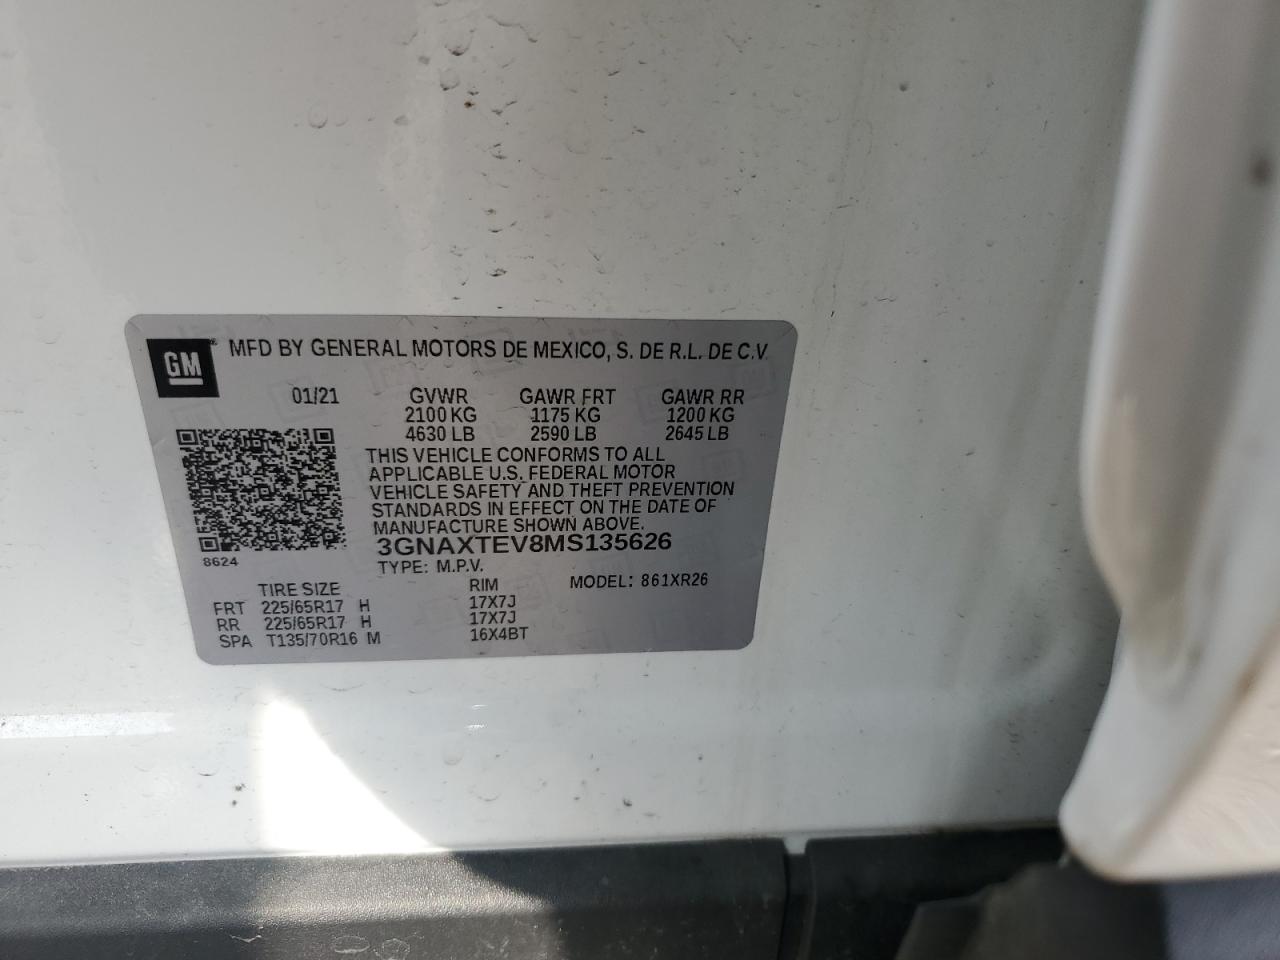 GM ® MFD BY GENERAL MOTORS DE MEXICO, S. DE R.L. DE C.V
01/21 GVWR GAWR FRT GAWR RR
2100 KG 1175 KG 1200 KG
4630 LB 2590 LB 2645 LB
THIS VEHICLE CONFORMS TO ALL
APPLICABLE U.S. FEDERAL MOTOR
VEHICLE SAFETY AND THEFT PREVENTION
STANDARDS IN EFFECT ON THE DATE OF
MANUFACTURE SHOWN ABOVE.
3GNAXTEV8MS135626
8624
TYPE: M.P.V. MODEL: 861XR26
TIRE SIZE RIM
FRT 225/65R17 H 17X7J
RR 225/65R17 H 17X7J
SPA T135/70R16 M 16X4BT